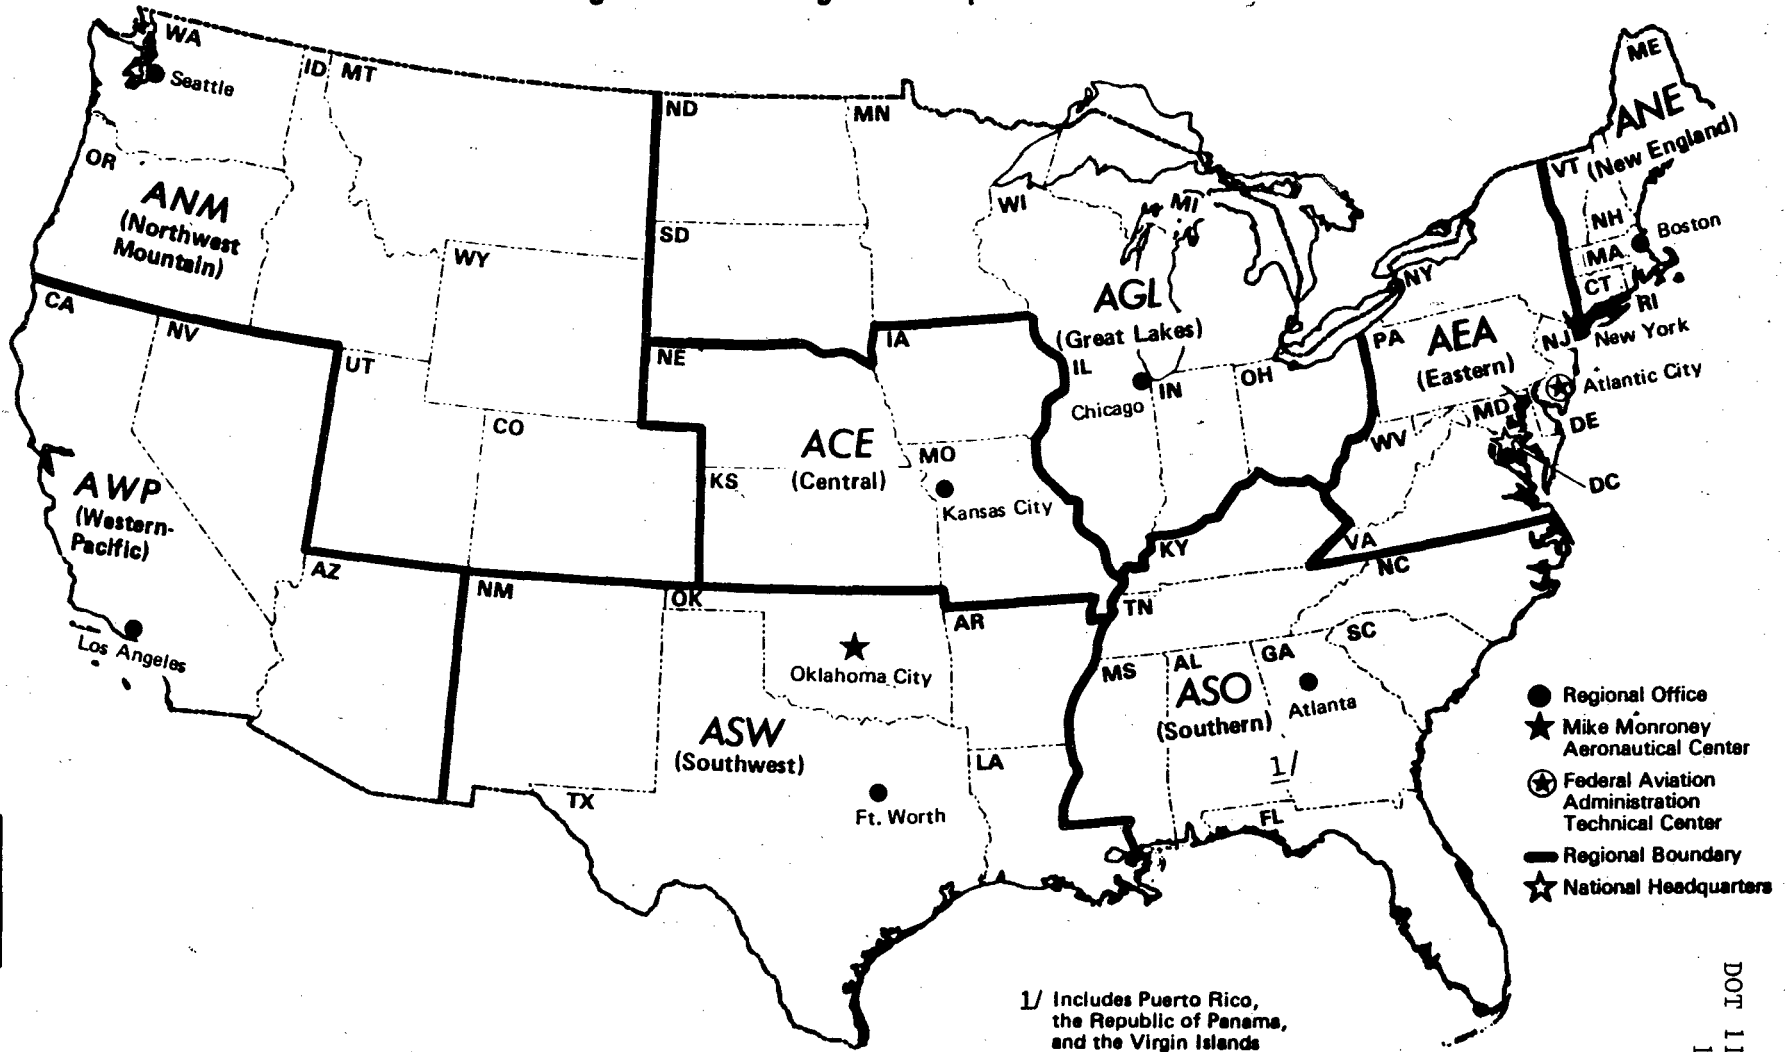 WA
Seattle
ID
MT
ND
MN
ME
ANE
(New England)
OR
ANM
(Northwest
Mountain)
WY
SD
WI
MI
VT
NH
Boston
MA
CT
RI
NY
CA
NV
UT
NE
IA
AGL
(Great Lakes)
IL
Chicago
IN
OH
PA
AEA
(Eastern)
NJ
New York
Atlantic City
MD
DE
WV
DC
VA
CO
ACE
(Central)
KS
MO
Kansas City
KY
NC
AWP
(Western-
Pacific)
Los Angeles
AZ
NM
OK
Oklahoma City
AR
TN
SC
MS
AL
GA
ASO
(Southern)
Atlanta
1/
ASW
(Southwest)
LA
Ft. Worth
TX
FL
Regional Office
Mike Monroney
Aeronautical Center
Federal Aviation
Administration
Technical Center
Regional Boundary
National Headquarters
1/ Includes Puerto Rico,
the Republic of Panama,
and the Virgin Islands
DOT 11
1